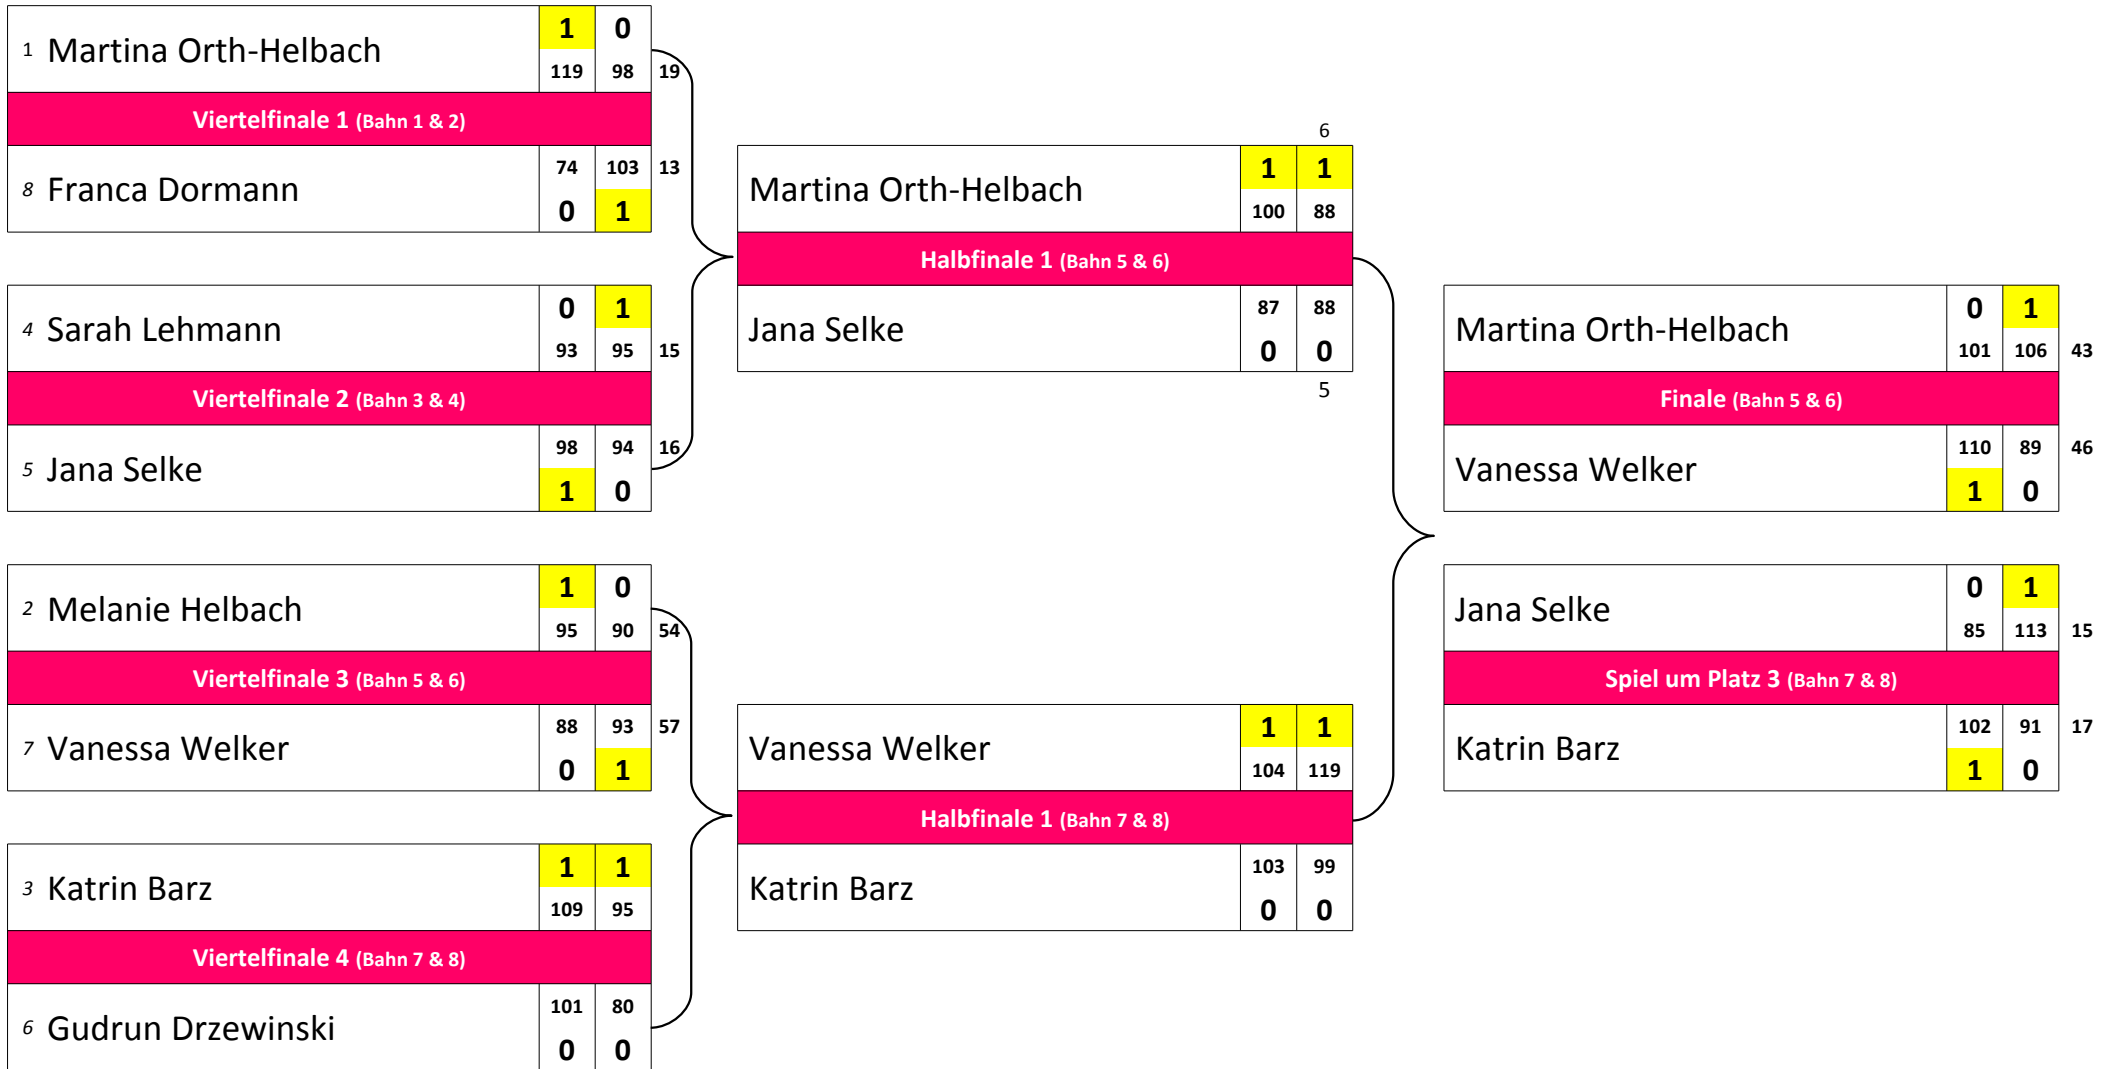 1 Martina Orth-Helbach 1 0
119 98 19
Viertelfinale 1 (Bahn 1 & 2)
74 103 13
8 Franca Dormann 0 1
4 Sarah Lehmann 0 1
93 95 15
Viertelfinale 2 (Bahn 3 & 4)
98 94 16
5 Jana Selke 1 0
2 Melanie Helbach 1 0
95 90 54
Viertelfinale 3 (Bahn 5 & 6)
88 93 57
7 Vanessa Welker 0 1
3 Katrin Barz 1 1
109 95
Viertelfinale 4 (Bahn 7 & 8)
101 80
6 Gudrun Drzewinski 0 0
6
Martina Orth-Helbach 1 1
100 88
Halbfinale 1 (Bahn 5 & 6)
87 88
Jana Selke 0 0
5
Vanessa Welker 1 1
104 119
Halbfinale 1 (Bahn 7 & 8)
103 99
Katrin Barz 0 0
Martina Orth-Helbach 0 1
101 106 43
Finale (Bahn 5 & 6)
110 89 46
Vanessa Welker 1 0
Jana Selke 0 1
85 113 15
Spiel um Platz 3 (Bahn 7 & 8)
102 91 17
Katrin Barz 1 0